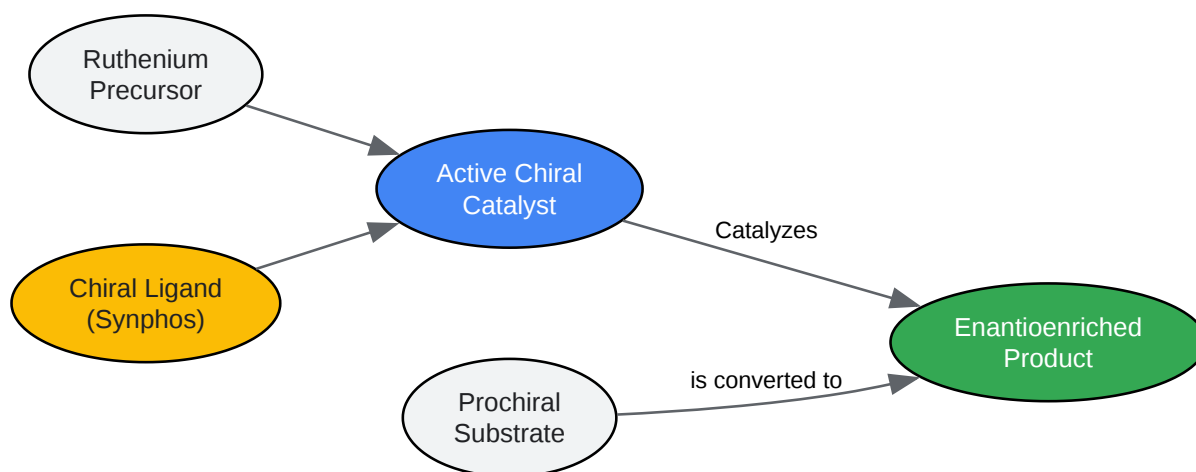 Ruthenium
Precursor
Active Chiral
Catalyst
Catalyzes
Chiral Ligand
(Synphos)
Enantioenriched
Product
is converted to
Prochiral
Substrate